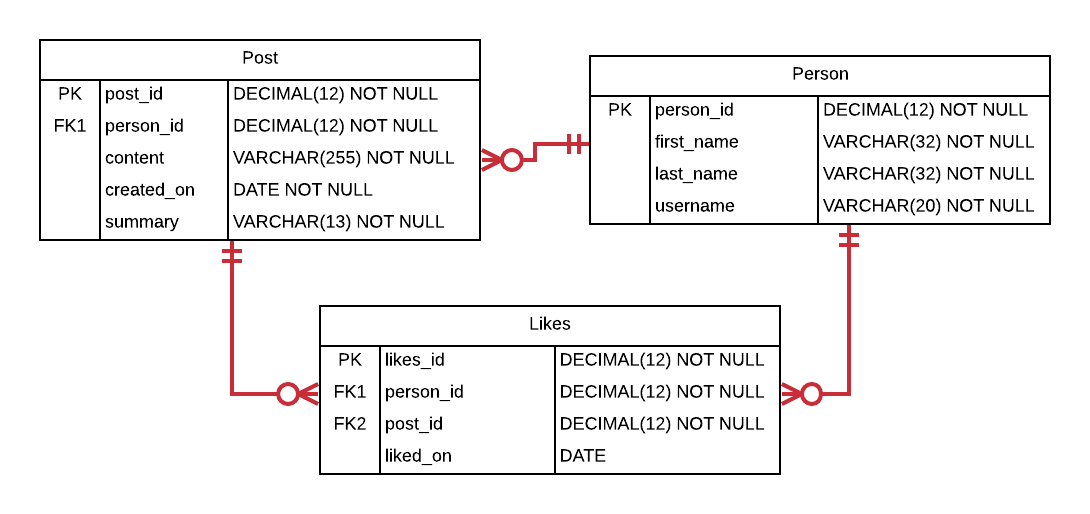 Post
PK post_id DECIMAL(12) NOT NULL
FK1 person_id DECIMAL(12) NOT NULL
content VARCHAR(255) NOT NULL
created_on DATE NOT NULL
summary VARCHAR(13) NOT NULL
Person
PK person_id DECIMAL(12) NOT NULL
first_name VARCHAR(32) NOT NULL
last_name VARCHAR(32) NOT NULL
username VARCHAR(20) NOT NULL
Likes
PK likes_id DECIMAL(12) NOT NULL
FK1 person_id DECIMAL(12) NOT NULL
FK2 post_id DECIMAL(12) NOT NULL
liked_on DATE